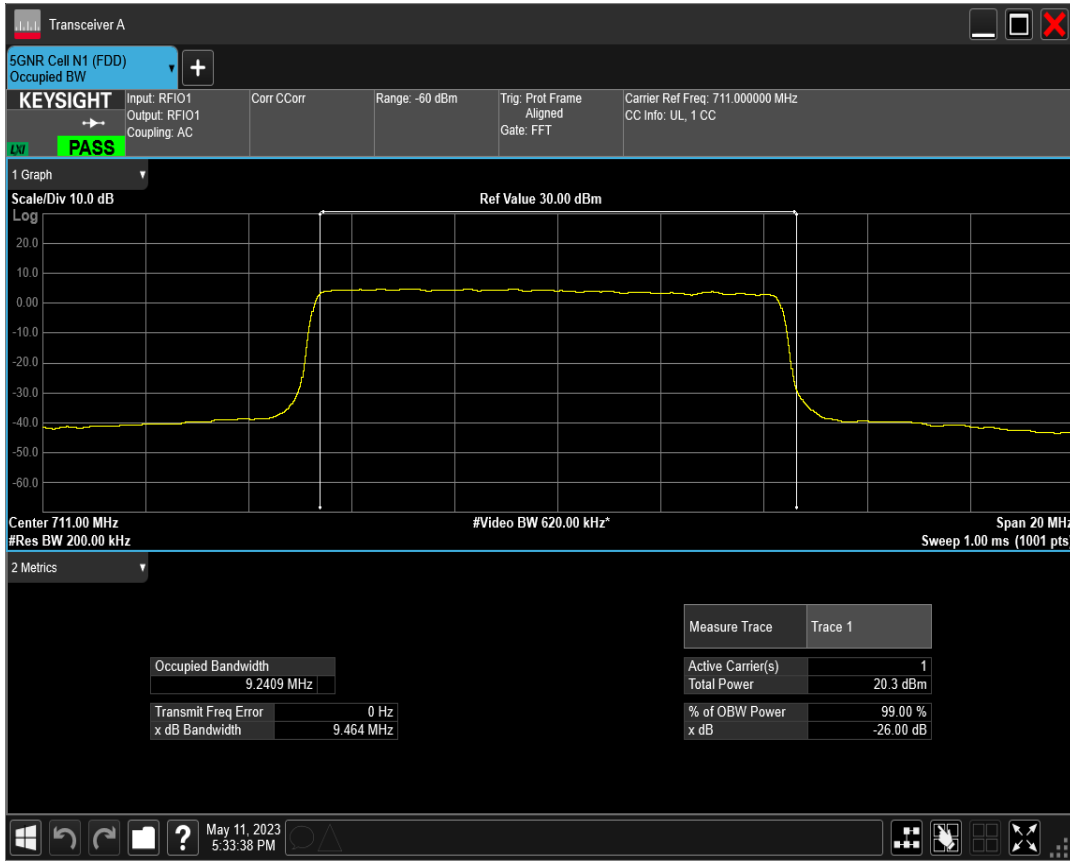 Transceiver A
5GNR Cell N1 (FDD)
Occupied BW
+
KEYSIGHT
LXI
PASS
Input: RFIO1
Output: RFIO1
Coupling: AC
Corr CCorr
Range: -60 dBm
Trig: Prot Frame
Aligned
Gate: FFT
Carrier Ref Freq: 711.000000 MHz
CC Info: UL, 1 CC
1 Graph
Scale/Div 10.0 dB
Ref Value 30.00 dBm
Log
20.0
10.0
0.00
-10.0
-20.0
-30.0
-40.0
-50.0
-60.0
Center 711.00 MHz
#Video BW 620.00 kHz*
Span 20 MHz
#Res BW 200.00 kHz
Sweep 1.00 ms (1001 pts)
2 Metrics
Measure Trace Trace 1
Occupied Bandwidth
9.2409 MHz
Active Carrier(s) 1
Total Power 20.3 dBm
Transmit Freq Error 0 Hz
x dB Bandwidth 9.464 MHz
% of OBW Power 99.00 %
x dB -26.00 dB
?
May 11, 2023
5:33:38 PM